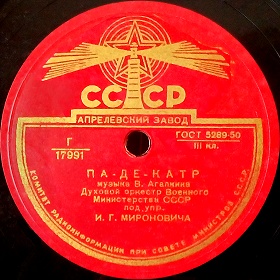 СССР
АПРЕЛЕВСКИЙ ЗАВОД
Г
17991
ГОСТ 5289-50
III кл.
ПА-ДЕ-КАТР
музыка В. Агапкина
Духовой оркестр Военного
Министерства СССР
под упр.
И. Г. МИРОНОВИЧА
КОМИТЕТ РАДИОИНФОРМАЦИИ ПРИ СОВЕТЕ МИНИСТРОВ СССР